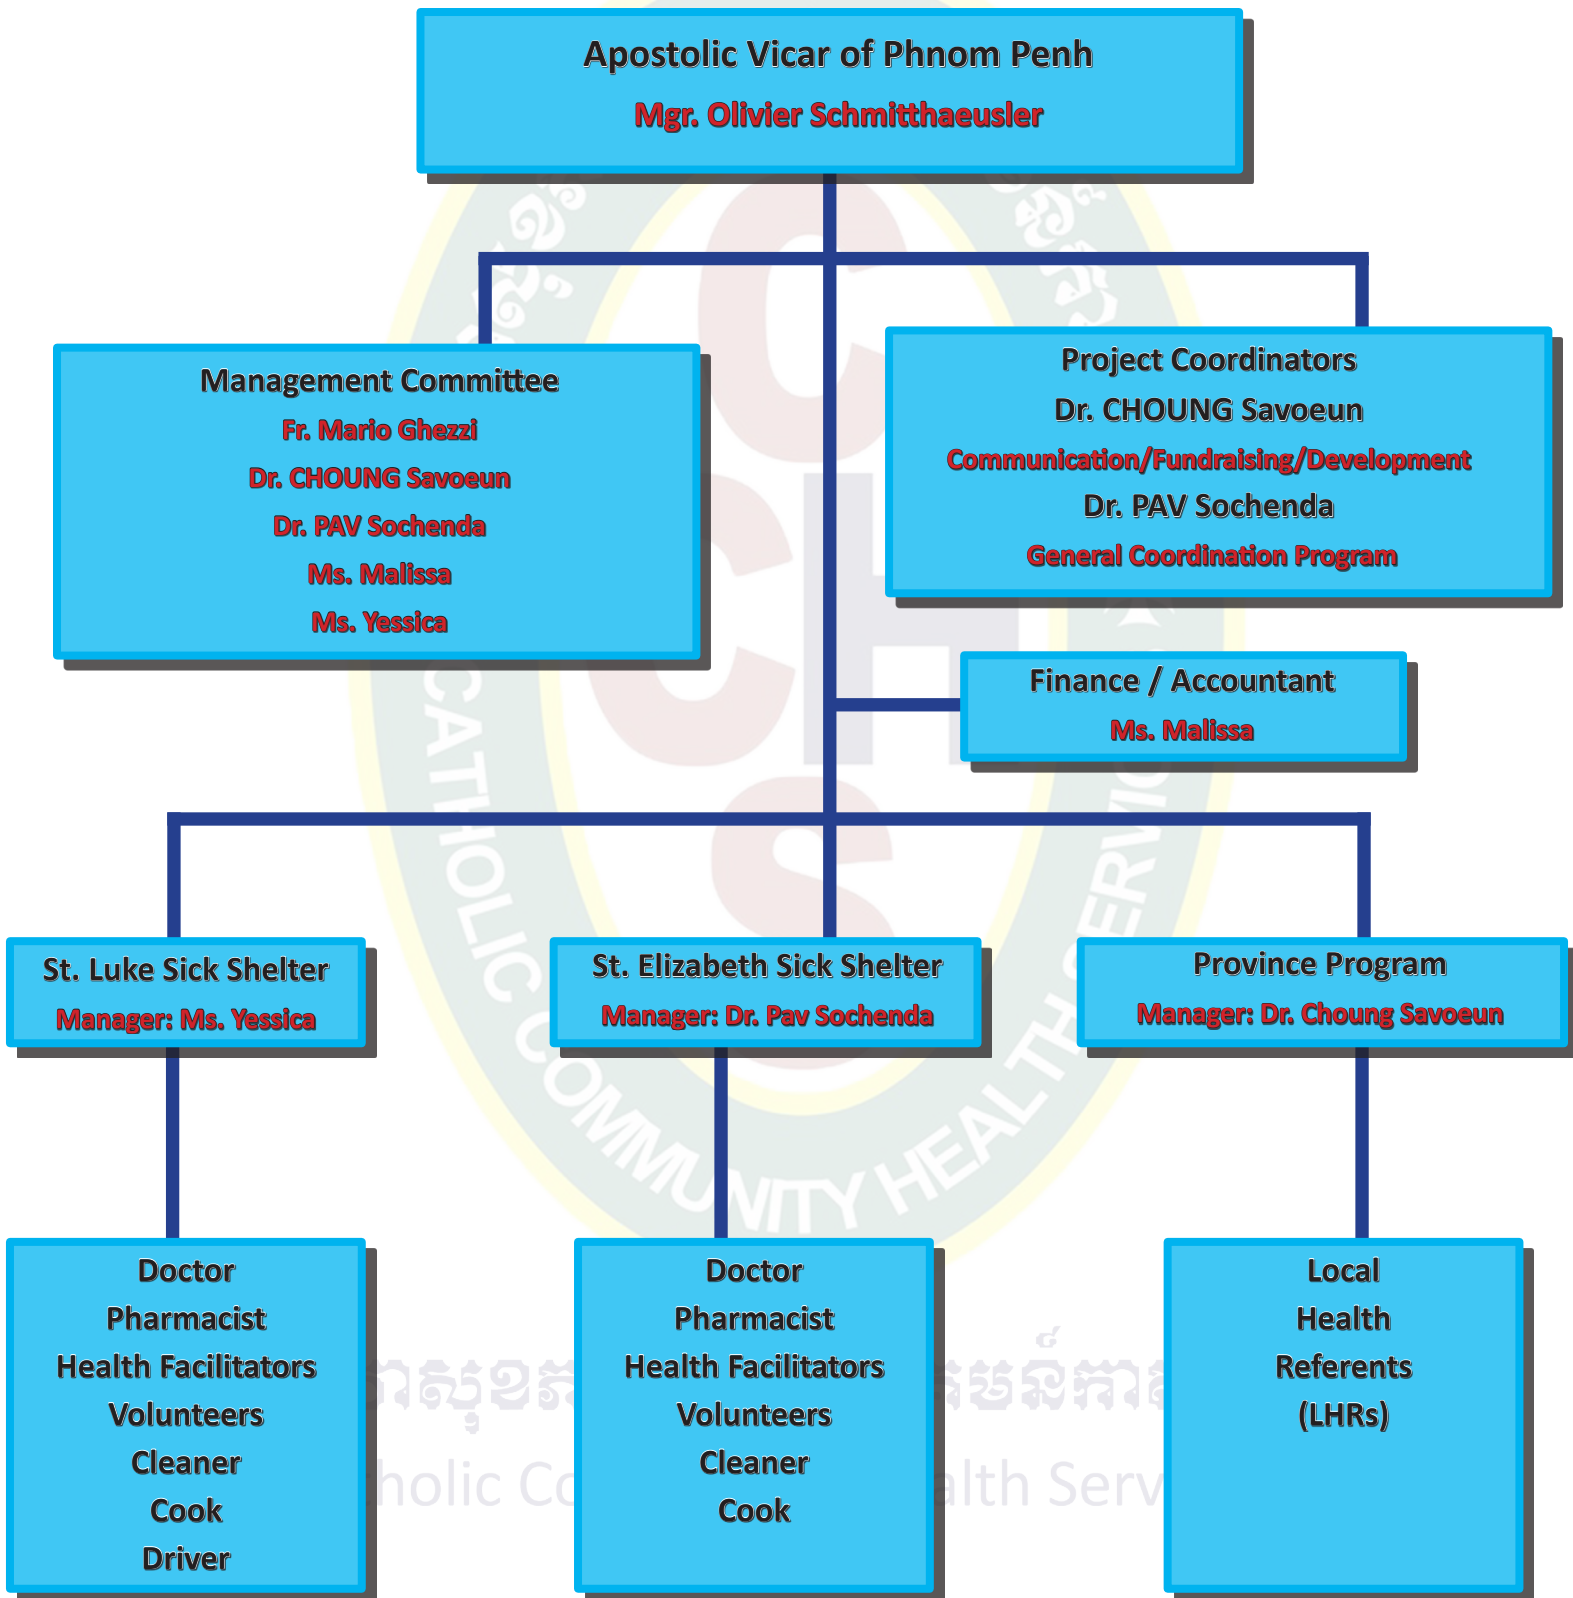 Apostolic Vicar of Phnom Penh
Mgr. Olivier Schmitthaeusler
Management Committee
Fr. Mario Ghezzi
Dr. CHOUNG Savoeun
Dr. PAV Sochenda
Ms. Malissa
Ms. Yessica
Project Coordinators
Dr. CHOUNG Savoeun
Communication/Fundraising/Development
Dr. PAV Sochenda
General Coordination Program
Finance / Accountant
Ms. Malissa
St. Luke Sick Shelter
Manager: Ms. Yessica
St. Elizabeth Sick Shelter
Manager: Dr. Pav Sochenda
Province Program
Manager: Dr. Choung Savoeun
Doctor
Pharmacist
Health Facilitators
Volunteers
Cleaner
Cook
Driver
Doctor
Pharmacist
Health Facilitators
Volunteers
Cleaner
Cook
Local
Health
Referents
(LHRs)
C
CH
S
CATHOLIC COMMUNITY HEALTH